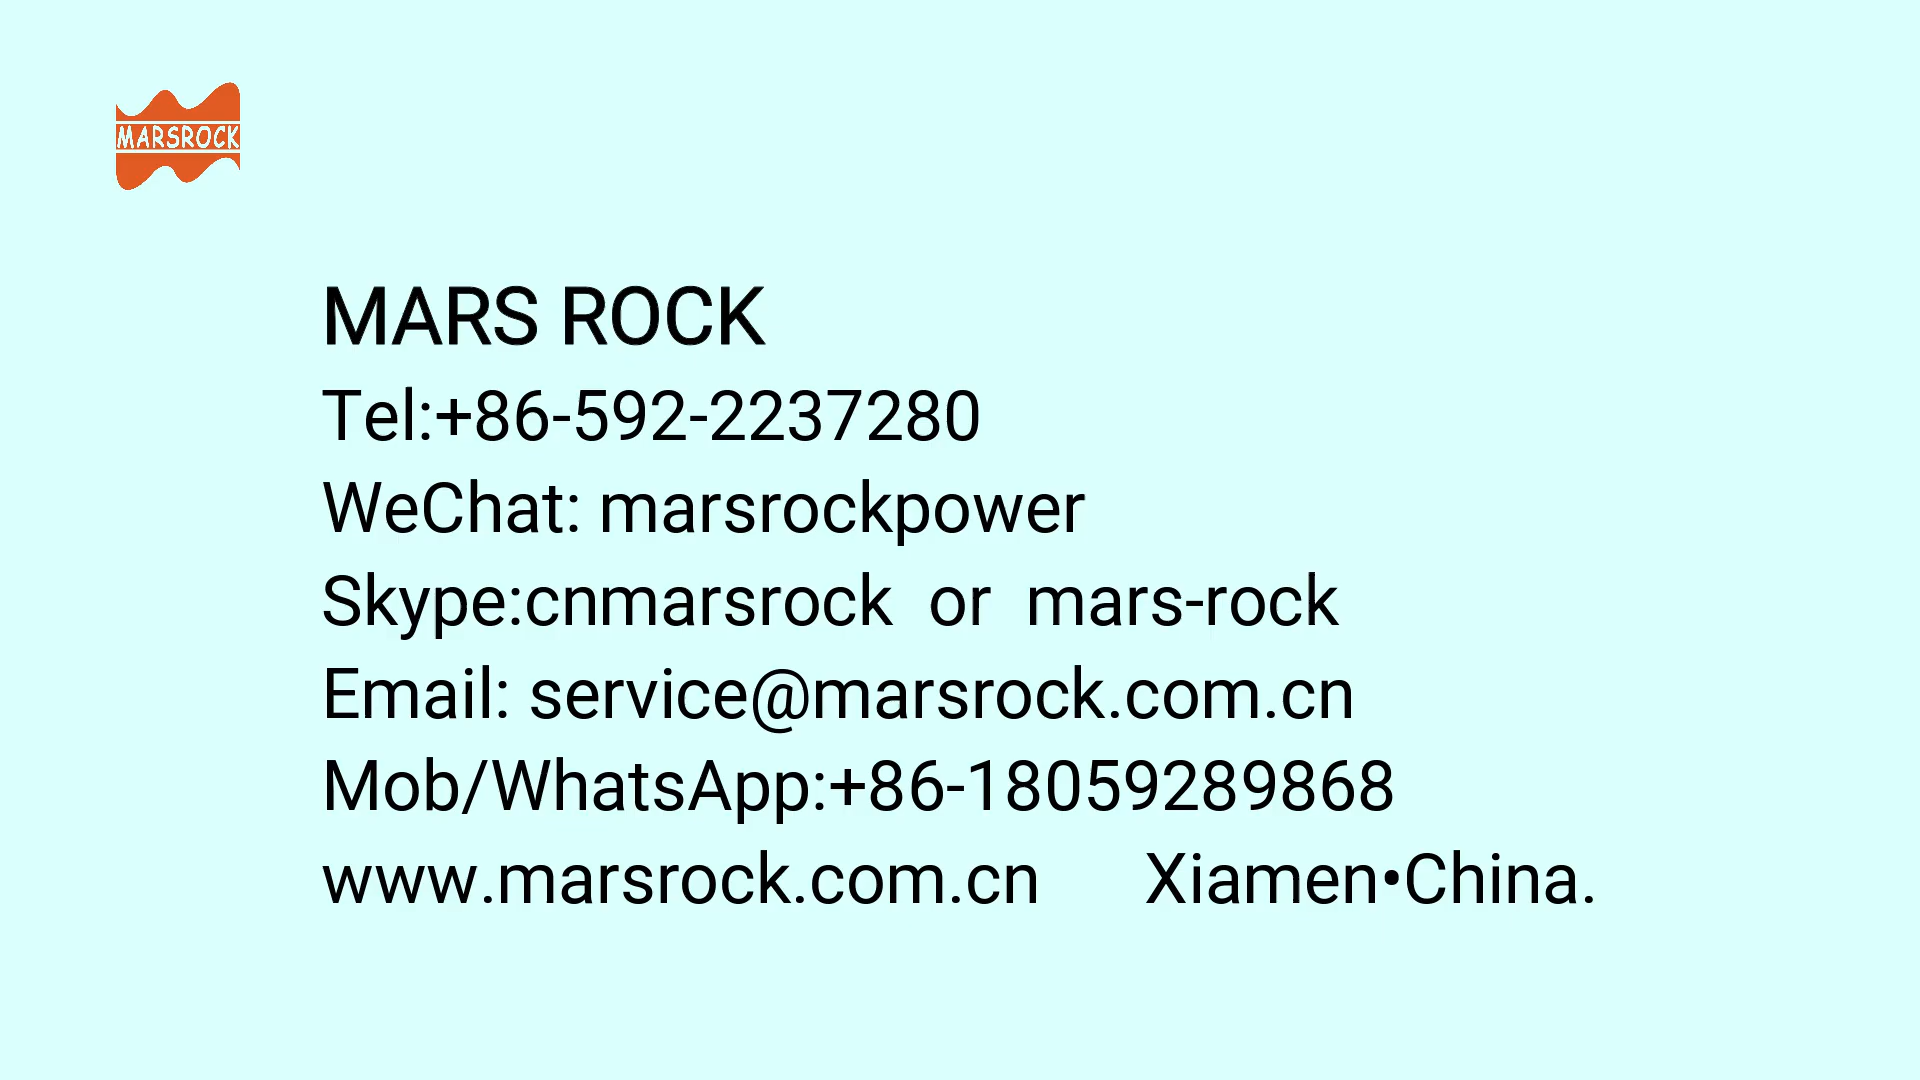 MARSROCK
MARS ROCK
Tel:+86-592-2237280
WeChat: marsrockpower
Skype:cnmarsrock or mars-rock
Email: service@marsrock.com.cn
Mob/WhatsApp:+86-18059289868
www.marsrock.com.cn Xiamen•China.